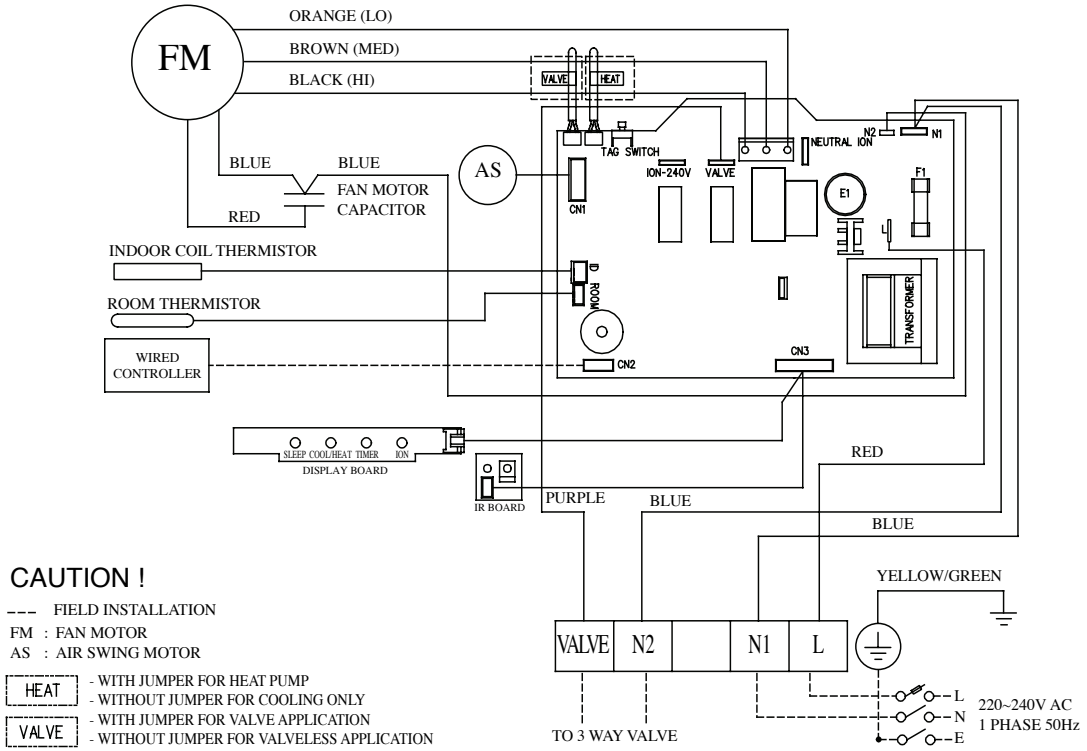 ORANGE (LO)
BROWN (MED)
BLACK (HI)
FM
VALVE
HEAT
N2
N1
TAG SWITCH
NEUTRAL ION
ION-240V
VALVE
F1
E1
BLUE
BLUE
AS
FAN MOTOR
CAPACITOR
CN1
RED
L
INDOOR COIL THERMISTOR
ID
ROOM
ROOM THERMISTOR
TRANSFORMER
WIRED
CONTROLLER
CN2
CN3
SLEEP COOL/HEAT TIMER ION
DISPLAY BOARD
RED
IR BOARD
PURPLE
BLUE
BLUE
CAUTION !
YELLOW/GREEN
--- FIELD INSTALLATION
FM : FAN MOTOR
AS : AIR SWING MOTOR
VALVE N2 N1 L
HEAT
- WITH JUMPER FOR HEAT PUMP
- WITHOUT JUMPER FOR COOLING ONLY
VALVE
- WITH JUMPER FOR VALVE APPLICATION
- WITHOUT JUMPER FOR VALVELESS APPLICATION
TO 3 WAY VALVE
L
N
E
220~240V AC
1 PHASE 50Hz